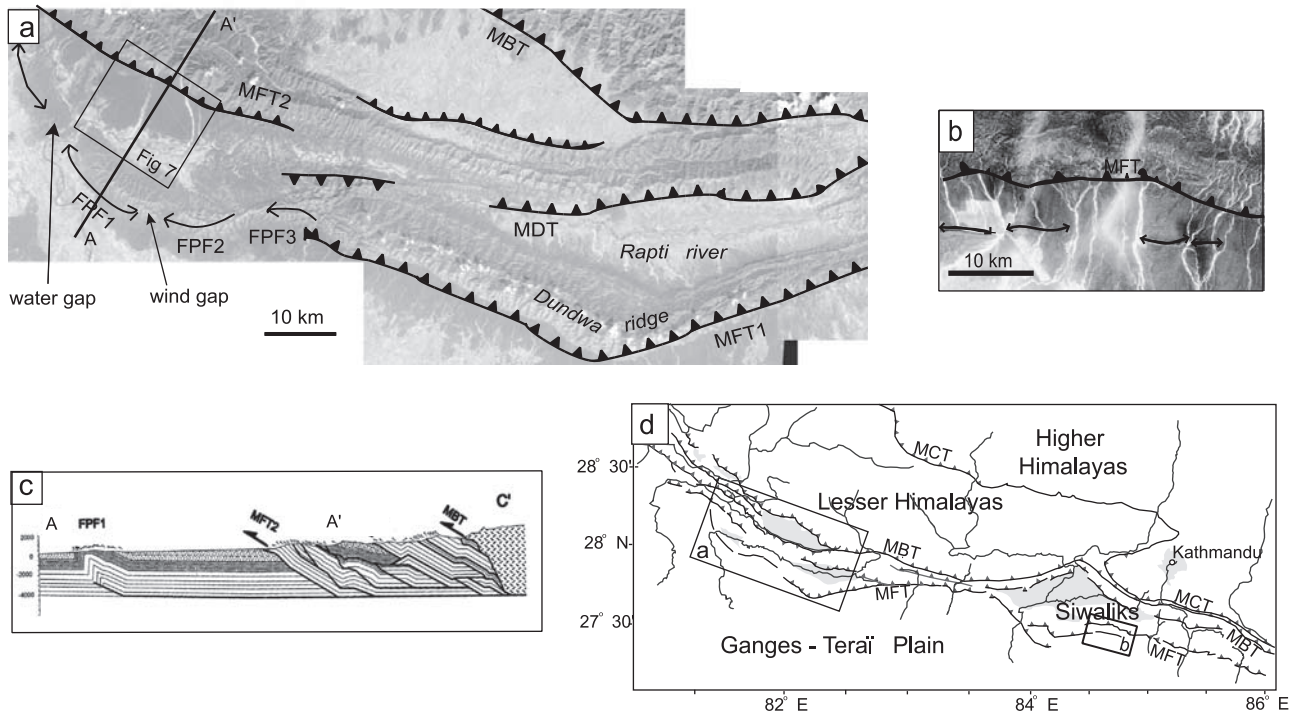 a
A'
MBT
MFT2
Fig 7
FPF1
A
FPF2
FPF3
MDT
Rapti river
water gap
wind gap
10 km
Dundwa ridge
MFT1
b
MFT
10 km
c
A
FPF1
MFT2
A'
MBT
C'
2000
0
-2000
-4000
d
28° 30'
28° N
27° 30'
MCT
Higher
Himalayas
Lesser Himalayas
a
MBT
Kathmandu
MFT
Siwaliks
MCT
b
MBT
MFT
Ganges - Teraï Plain
82° E
84° E
86° E